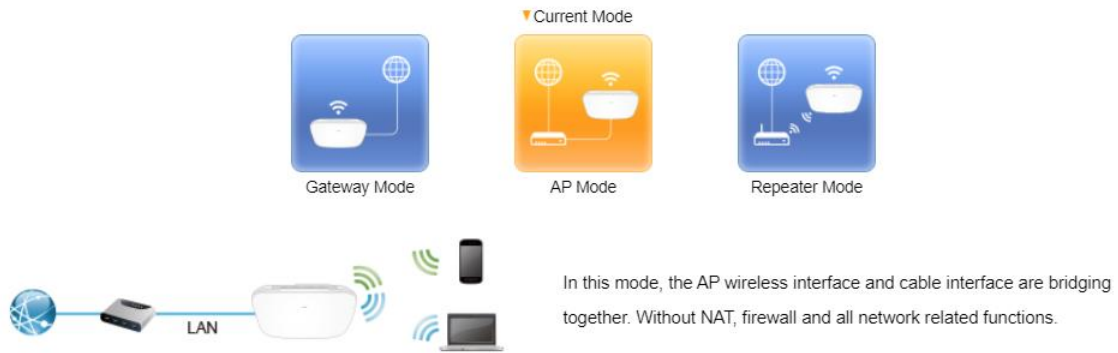 Current Mode
Gateway Mode
AP Mode
Repeater Mode
In this mode, the AP wireless interface and cable interface are bridging
together. Without NAT, firewall and all network related functions.
LAN